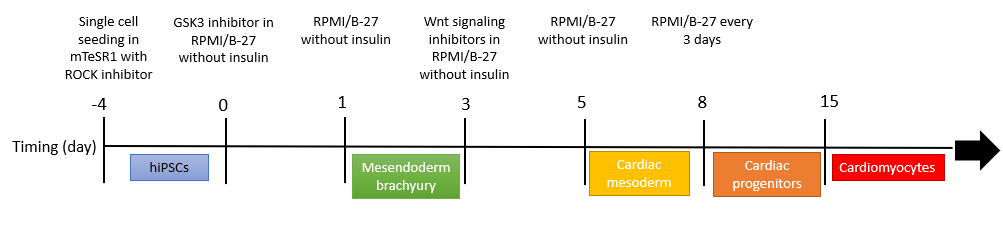 Single cell
seeding in
mTeSR1 with
ROCK inhibitor
GSK3 inhibitor in
RPMI/B-27
without insulin
RPMI/B-27
without insulin
Wnt signaling
inhibitors in
RPMI/B-27
without insulin
RPMI/B-27
without insulin
RPMI/B-27 every
3 days
-4
0
1
3
5
8
15
Timing (day)
hiPSCs
Mesendoderm
brachyury
Cardiac
mesoderm
Cardiac
progenitors
Cardiomyocytes